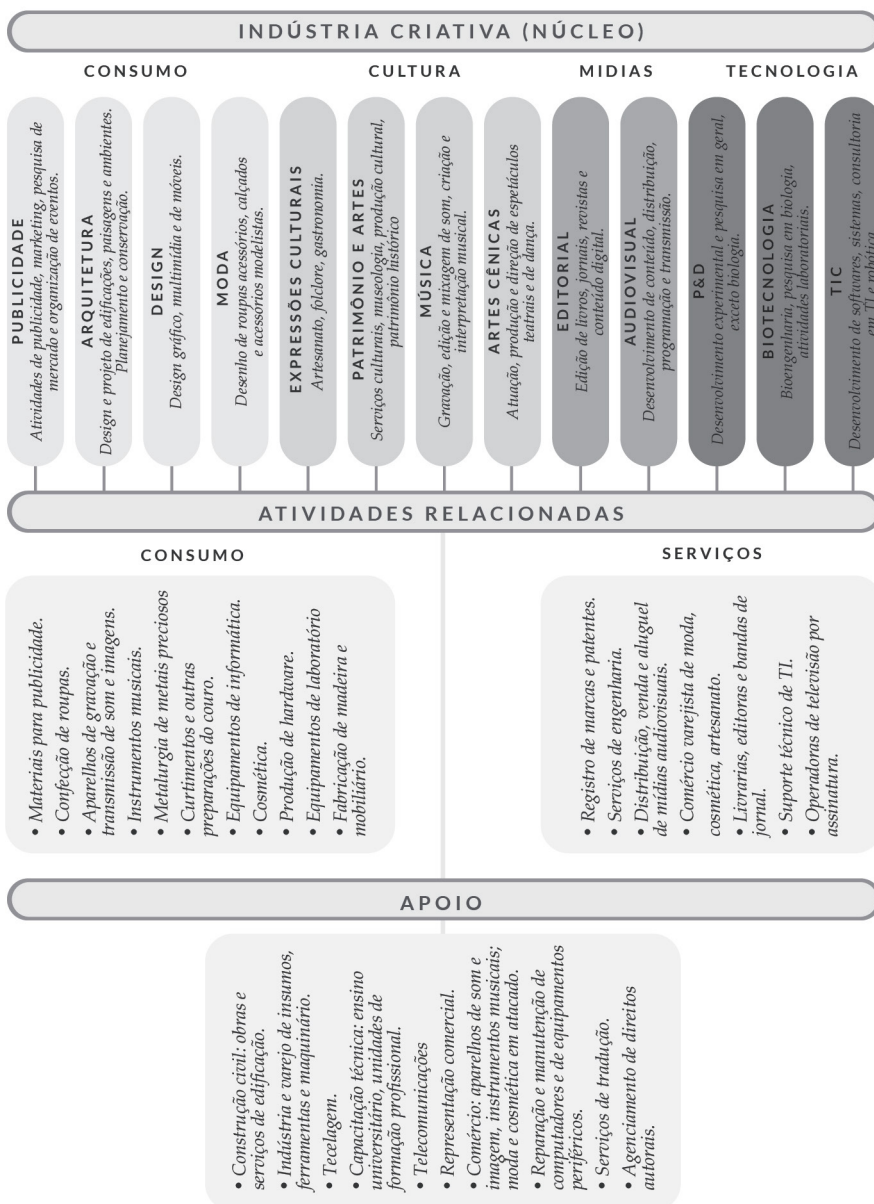 INDÚSTRIA CRIATIVA (NÚCLEO)
CONSUMO
CULTURA
MIDIAS
TECNOLOGIA
PUBLICIDADE
Atividades de publicidade, marketing, pesquisa de
mercado e organização de eventos.
ARQUITETURA
Design e projeto de edificações, paisagens e ambientes.
Planejamento e conservação.
DESIGN
Design gráfico, multimídia e de móveis.
MODA
Desenho de roupas acessórios, calçados
e acessórios modelistas.
EXPRESSÕES CULTURAIS
Artesanato, folclore, gastronomia.
PATRIMÔNIO E ARTES
Serviços culturais, museologia, produção cultural,
patrimônio histórico
MÚSICA
Gravação, edição e mixagem de som, criação e
interpretação musical.
ARTES CÊNICAS
Atuação, produção e direção de espetáculos
teatrais e de dança.
EDITORIAL
Edição de livros, jornais, revistas e
conteúdo digital.
AUDIOVISUAL
Desenvolvimento de conteúdo, distribuição,
programação e transmissão.
P&D
Desenvolvimento experimental e pesquisa em geral,
exceto biologia.
BIOTECNOLOGIA
Bioengenharia, pesquisa em biologia,
atividades laboratoriais.
TIC
Desenvolvimento de softwares, sistemas, consultoria
em TI e robótica.
ATIVIDADES RELACIONADAS
CONSUMO
• Materiais para publicidade.
• Confecção de roupas.
• Aparelhos de gravação e
transmissão de som e imagens.
• Instrumentos musicais.
• Metalurgia de metais preciosos
• Curtimentos e outras
preparações do couro.
• Equipamentos de informática.
• Cosmética.
• Produção de hardware.
• Equipamentos de laboratório
• Fabricação de madeira e
mobiliário.
SERVIÇOS
• Registro de marcas e patentes.
• Serviços de engenharia.
• Distribuição, venda e aluguel
de mídias audiovisuais.
• Comércio varejista de moda,
cosmética, artesanato.
• Livrarias, editoras e bandas de
jornal.
• Suporte técnico de TI.
• Operadoras de televisão por
assinatura.
APOIO
• Construção civil: obras e
serviços de edificação.
• Indústria e varejo de insumos,
ferramentas e maquinário.
• Tecelagem.
• Capacitação técnica: ensino
universitário, unidades de
formação profissional.
• Telecomunicações
• Representação comercial.
• Comércio: aparelhos de som e
imagem, instrumentos musicais;
moda e cosmética em atacado.
• Reparação e manutenção de
computadores e de equipamentos
periféricos.
• Serviços de tradução.
• Agenciamento de direitos
autorais.